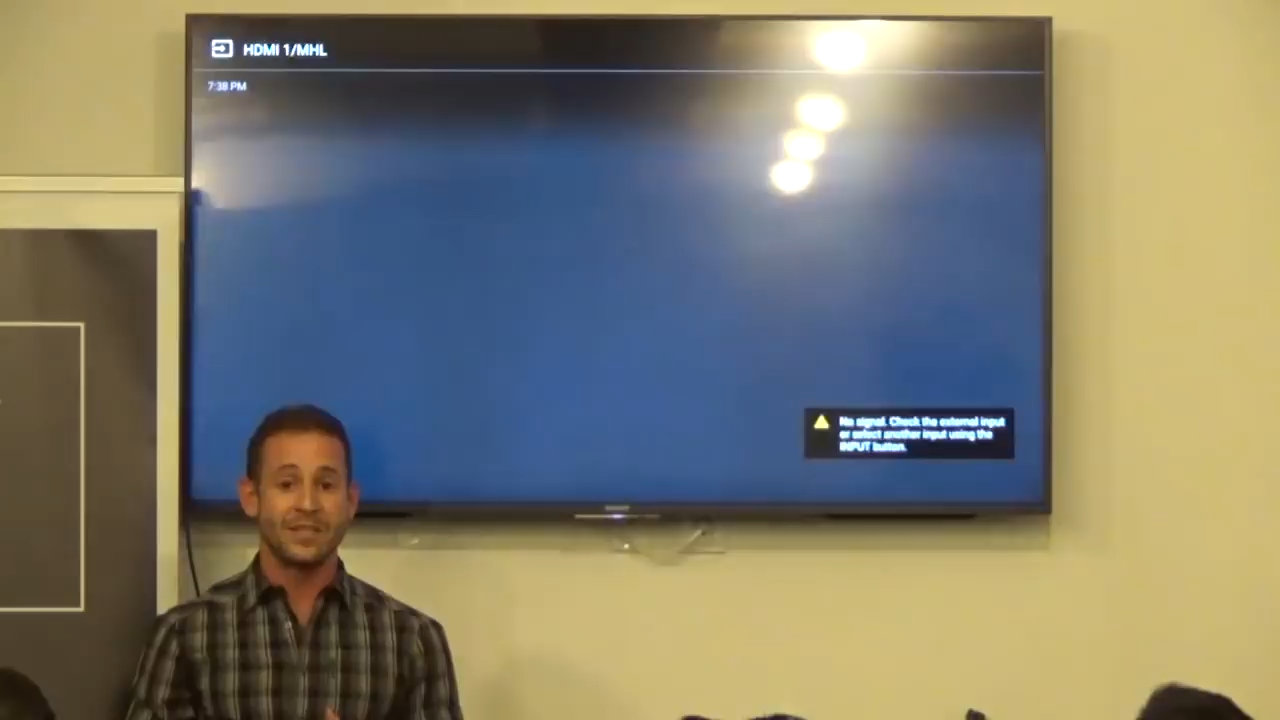 HDMI 1/MHL
7:38 PM
No signal. Check the external input
or select another input using the
INPUT button.